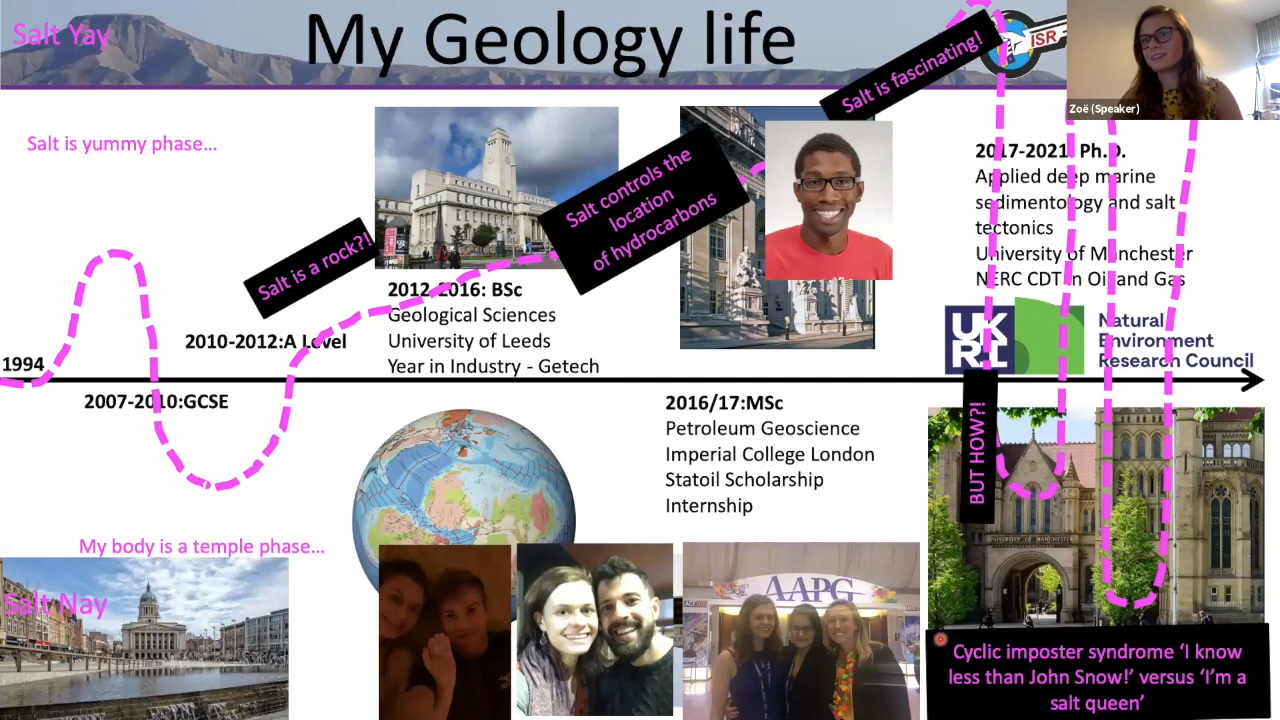 Salt Yay
My Geology life
ISR
Zoë (Speaker)
Salt is yummy phase...
Salt is fascinating!
Salt controls the
location
of hydrocarbons
Salt is a rock?!
2017-2021: Ph.D.
Applied deep marine
sedimentology and salt
tectonics
University of Manchester
NERC CDT in Oil and Gas
2012-2016: BSc
Geological Sciences
University of Leeds
Year in Industry - Getech
2010-2012:A Level
1994
UK
RI
Natural
Environment
Research Council
2007-2010:GCSE
2016/17:MSc
Petroleum Geoscience
Imperial College London
Statoil Scholarship
Internship
BUT HOW?!
My body is a temple phase...
Salt Nay
AAPG
UNIVERSITY OF MANCHESTER
Cyclic imposter syndrome 'I know
less than John Snow!' versus 'I'm a
salt queen'